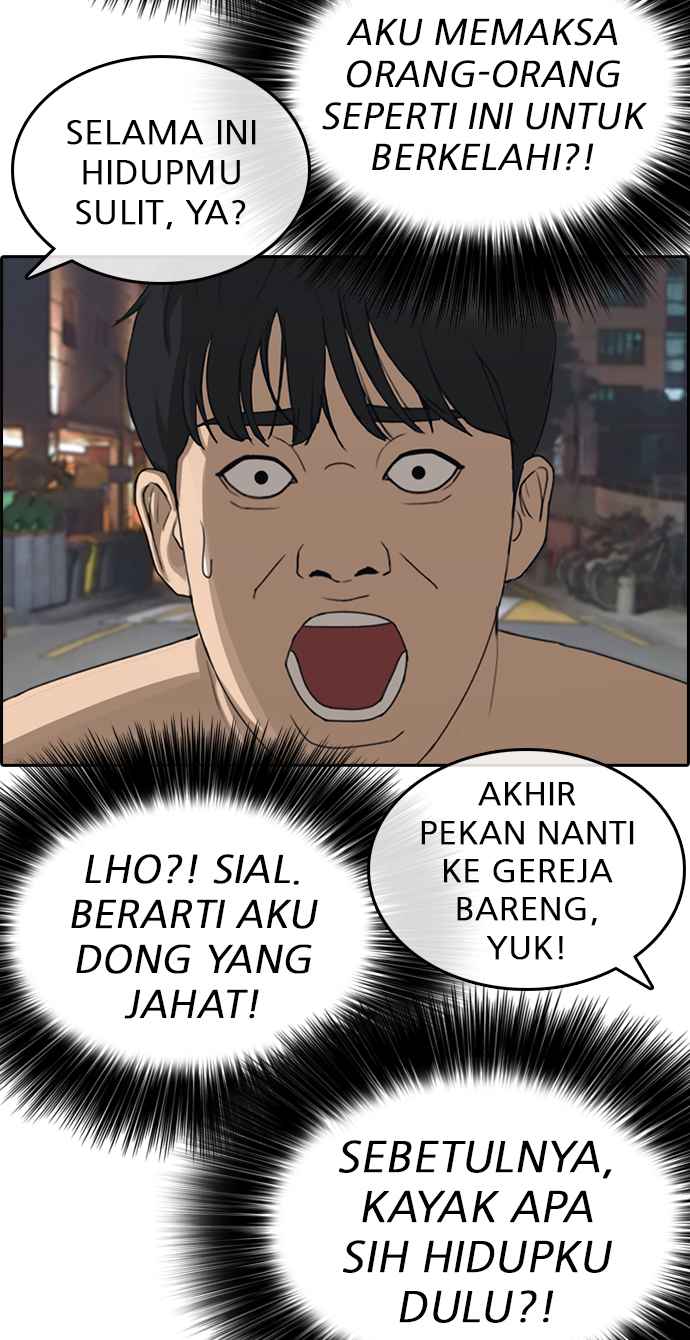 AKU MEMAKSA
ORANG-ORANG
SEPERTI INI UNTUK
BERKELAHI?!
SELAMA INI
HIDUPMU
SULIT, YA?
AKHIR
PEKAN NANTI
KE GEREJA
BARENG,
YUK!
LHO?! SIAL.
BERARTI AKU
DONG YANG
JAHAT!
SEBETULNYA,
KAYAK APA
SIH HIDUPKU
DULU?!